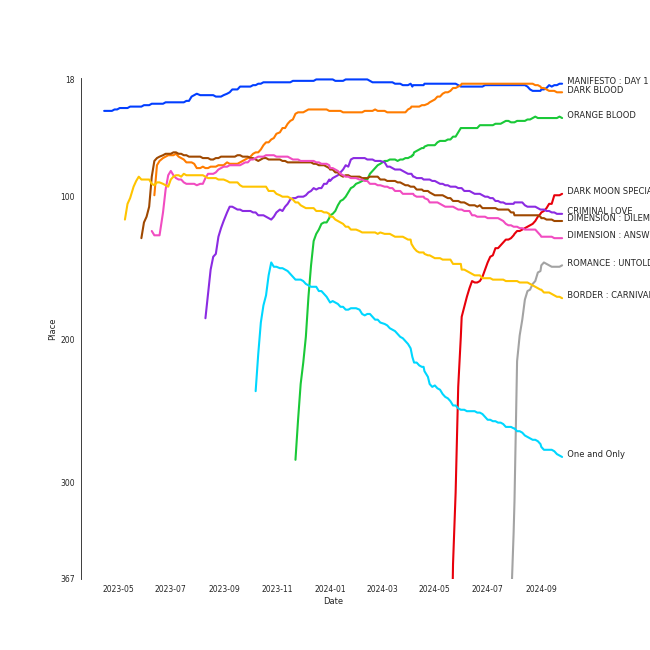 18
MANIFESTO : DAY 1
DARK BLOOD
ORANGE BLOOD
100
DARK MOON SPECIA
CRIMINAL LOVE
DIMENSION : DILEM
DIMENSION : ANSW
ROMANCE : UNTOLD
BORDER : CARNIVA
Place
200
One and Only
300
367
2023-05 2023-07 2023-09 2023-11 2024-01 2024-03 2024-05 2024-07 2024-09
Date